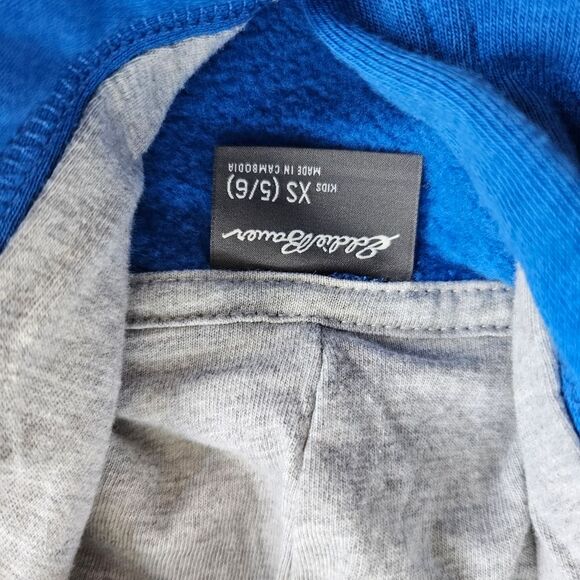 Eddie Bauer
XS (5/6)
KIDS
MADE IN CAMBODIA